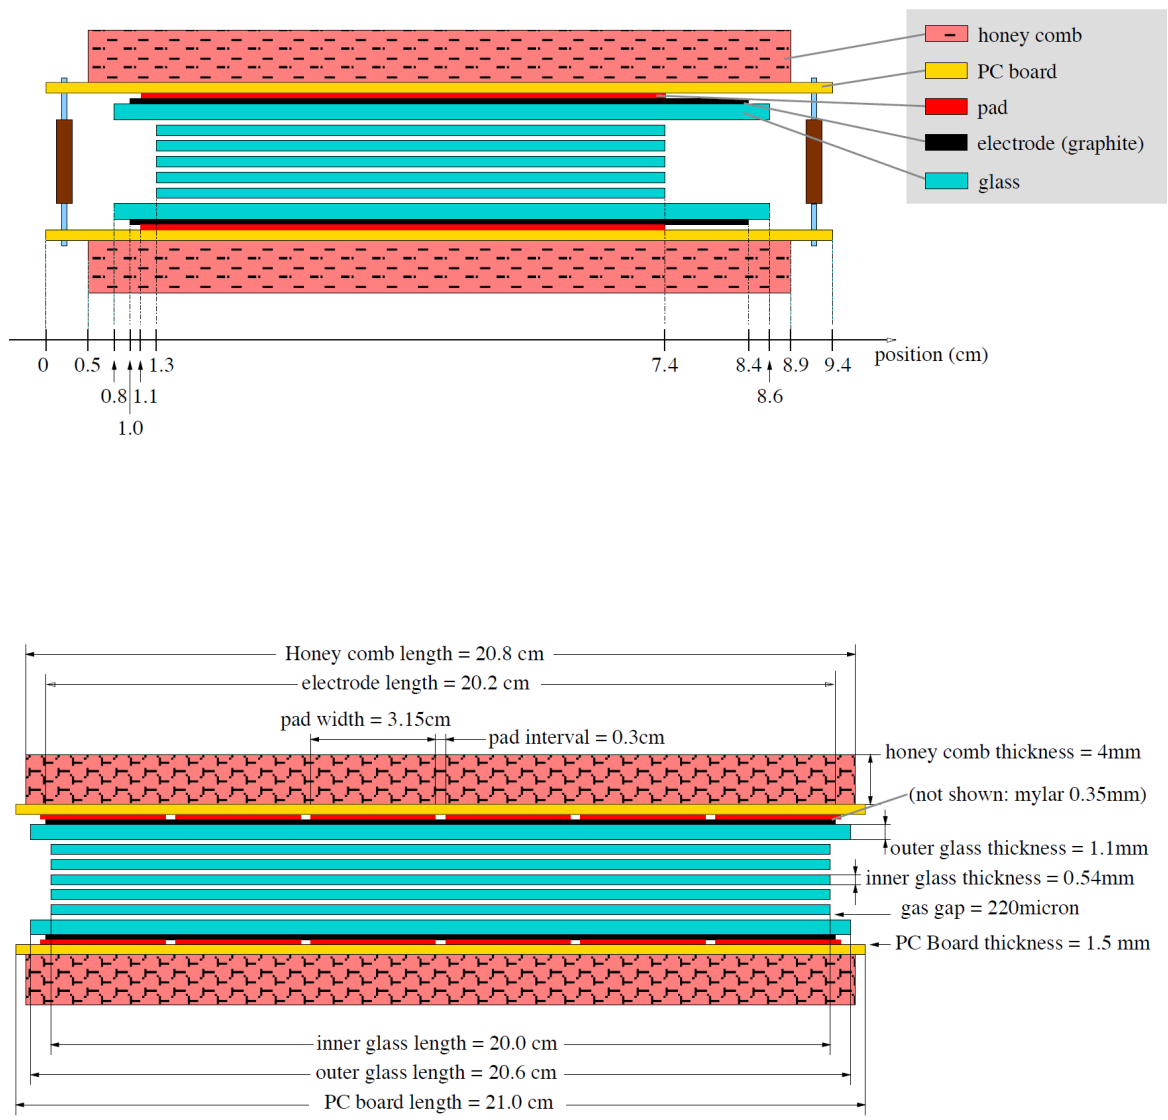 honey comb
PC board
pad
electrode (graphite)
glass
position (cm)
0 0.5 1.3 7.4 8.4 8.9 9.4
0.8 1.1 8.6
1.0
Honey comb length = 20.8 cm
electrode length = 20.2 cm
pad width = 3.15cm
pad interval = 0.3cm
honey comb thickness = 4mm
(not shown: mylar 0.35mm)
outer glass thickness = 1.1mm
inner glass thickness = 0.54mm
gas gap = 220micron
PC Board thickness = 1.5 mm
inner glass length = 20.0 cm
outer glass length = 20.6 cm
PC board length = 21.0 cm